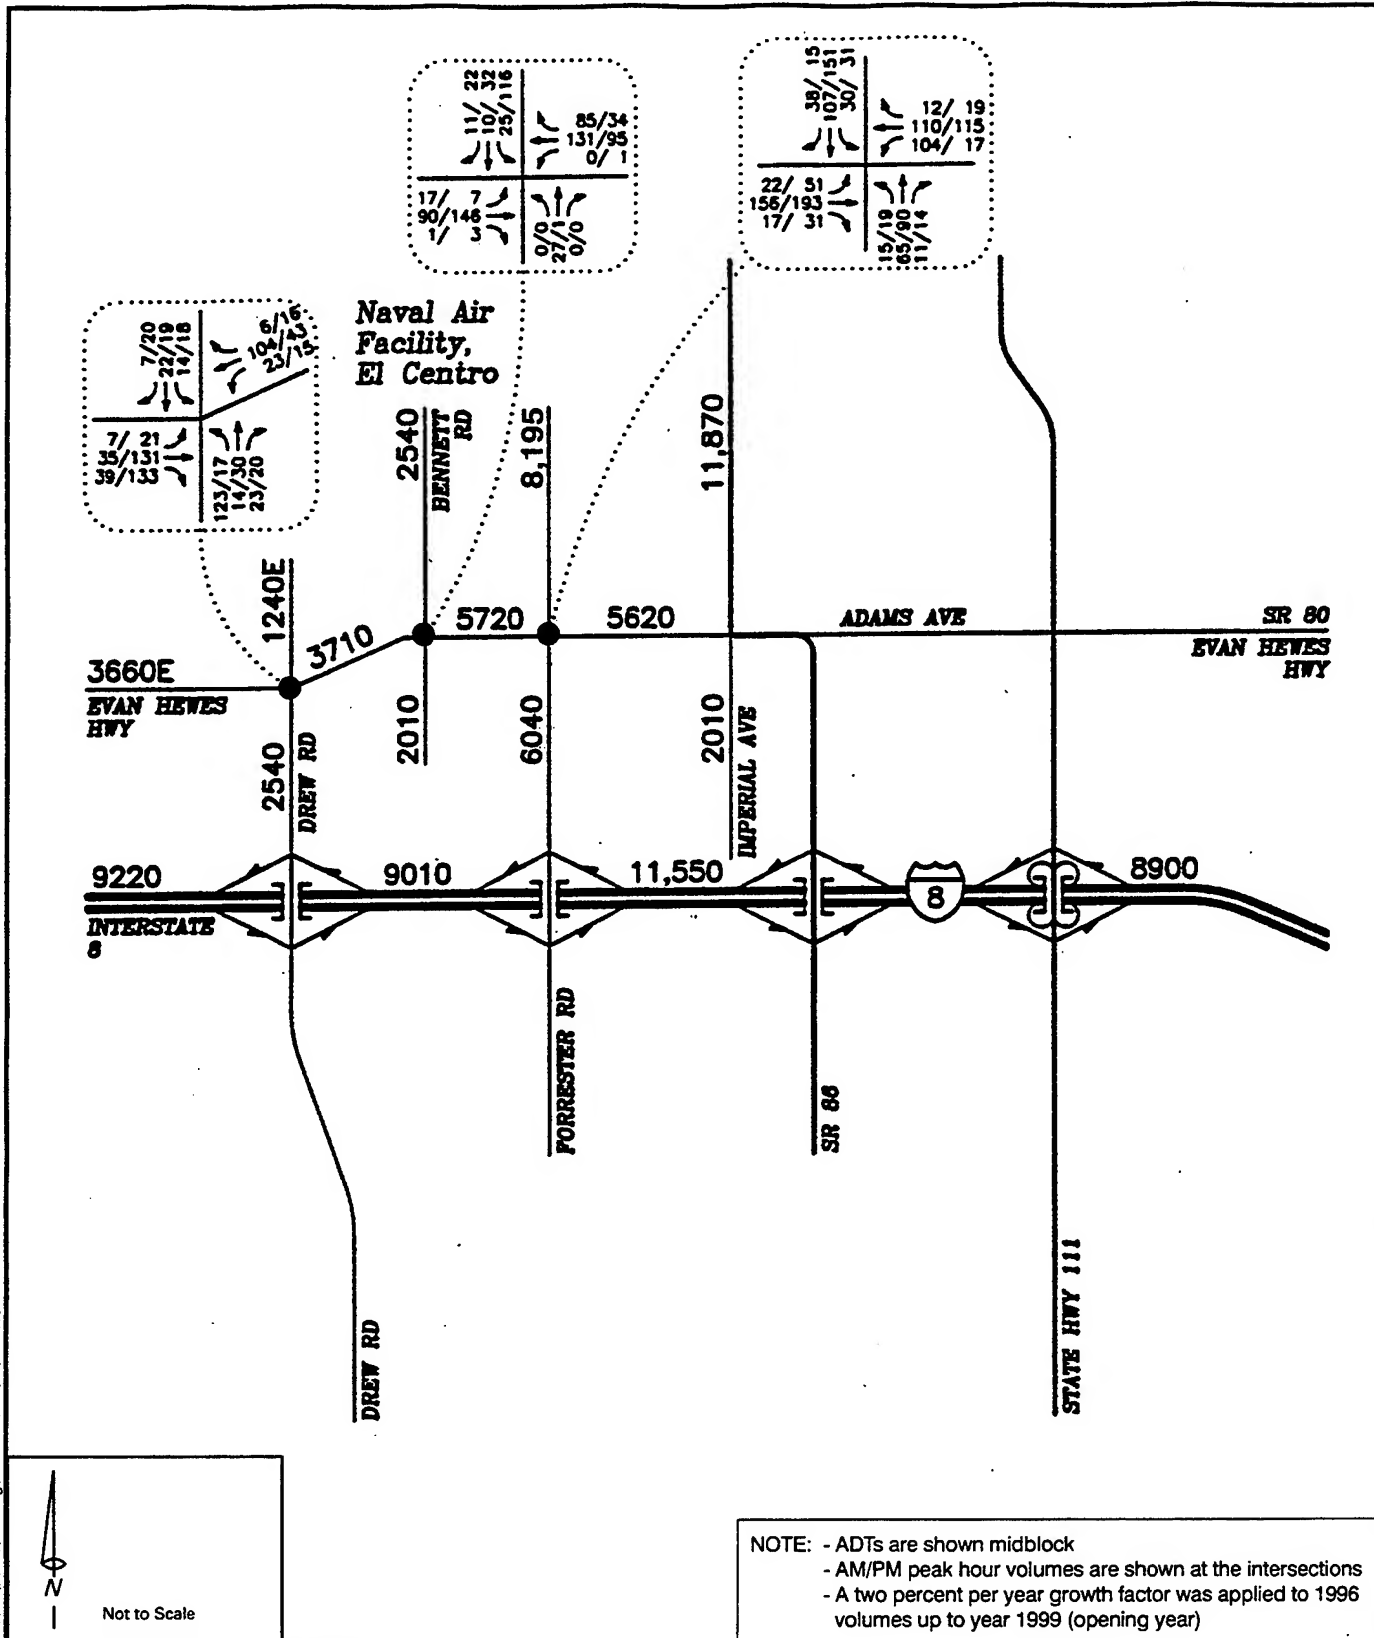 11/ 22
10/ 32
25/116
85/34
131/95
0/ 1
17/ 7
90/146
1/ 3
0/0
27/1
0/0
38/ 15
107/151
30/ 31
12/ 19
110/115
104/ 17
22/ 51
156/193
17/ 31
15/19
65/90
11/14
7/20
22/19
14/18
6/16
104/43
23/15
7/ 21
35/131
39/133
123/17
14/30
23/20
Naval Air
Facility,
El Centro
2540
BENNETT
RD
8,195
11,870
1240E
3710
5720
5620
ADAMS AVE
SR 80
EVAN HEWES
HWY
3660E
EVAN HEWES
HWY
2540
DREW RD
2010
6040
2010
IMPERIAL AVE
9220
9010
11,550
8
8900
INTERSTATE
8
FORRESTER RD
SR 86
DREW RD
STATE HWY 111
N
Not to Scale
NOTE: - ADTs are shown midblock
- AM/PM peak hour volumes are shown at the intersections
- A two percent per year growth factor was applied to 1996
volumes up to year 1999 (opening year)